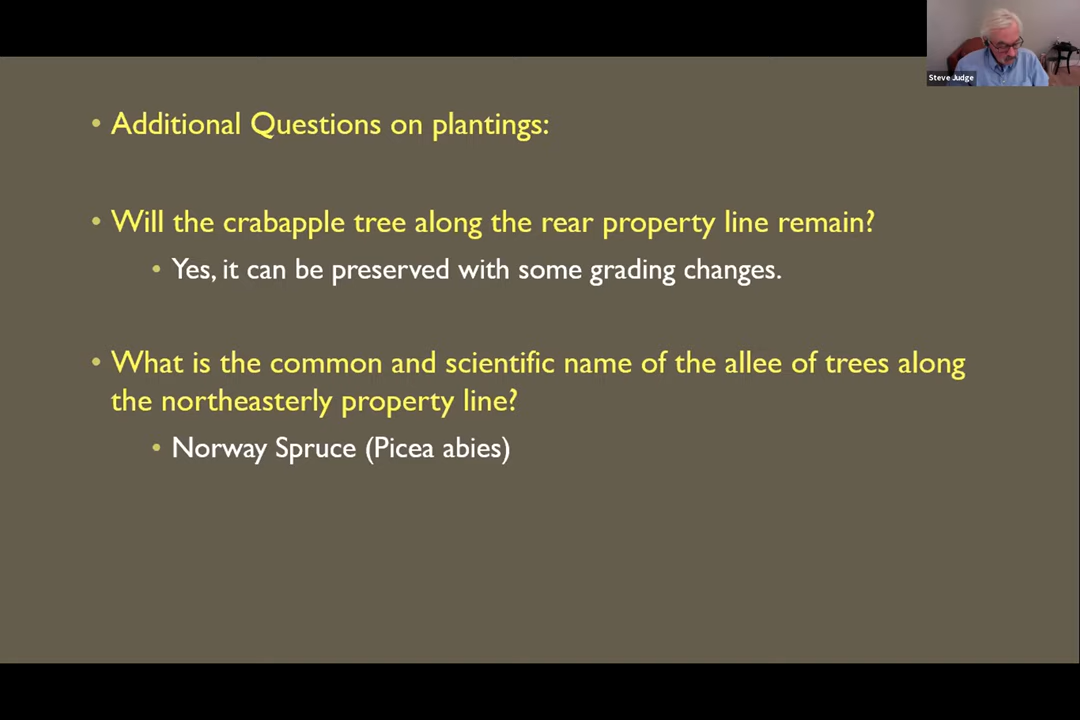 Steve Judge
• Additional Questions on plantings:
• Will the crabapple tree along the rear property line remain?
• Yes, it can be preserved with some grading changes.
• What is the common and scientific name of the allee of trees along
the northeasterly property line?
• Norway Spruce (Picea abies)